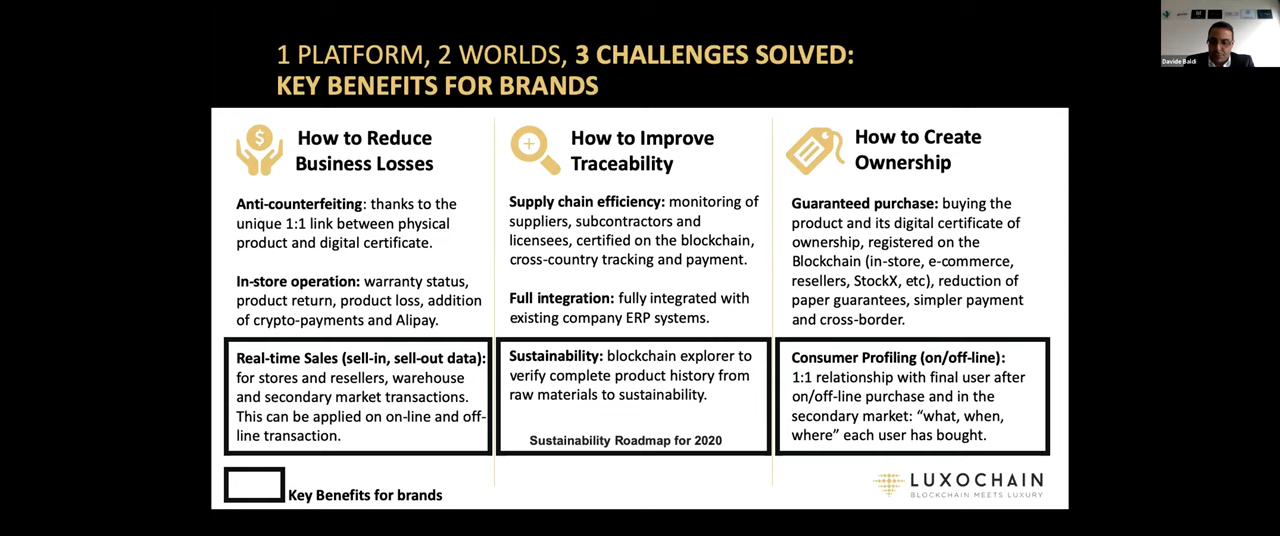 1 PLATFORM, 2 WORLDS, 3 CHALLENGES SOLVED:
KEY BENEFITS FOR BRANDS
How to Reduce
Business Losses
Anti-counterfeiting: thanks to the
unique 1:1 link between physical
product and digital certificate.
In-store operation: warranty status,
product return, product loss, addition
of crypto-payments and Alipay.
Real-time Sales (sell-in, sell-out data):
for stores and resellers, warehouse
and secondary market transactions.
This can be applied on on-line and off-
line transaction.
How to Improve
Traceability
Supply chain efficiency: monitoring of
suppliers, subcontractors and
licensees, certified on the blockchain,
cross-country tracking and payment.
Full integration: fully integrated with
existing company ERP systems.
Sustainability: blockchain explorer to
verify complete product history from
raw materials to sustainability.
Sustainability Roadmap for 2020
How to Create
Ownership
Guaranteed purchase: buying the
product and its digital certificate of
ownership, registered on the
Blockchain (in-store, e-commerce,
resellers, StockX, etc), reduction of
paper guarantees, simpler payment
and cross-border.
Consumer Profiling (on/off-line):
1:1 relationship with final user after
on/off-line purchase and in the
secondary market: “what, when,
where” each user has bought.
Key Benefits for brands
LUXOCHAIN
BLOCKCHAIN MEETS LUXURY
Davide Baldi